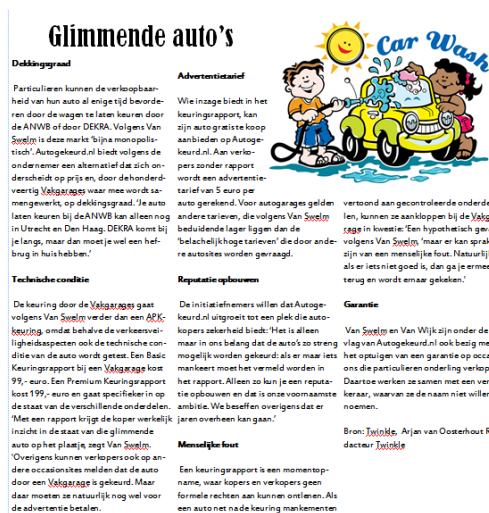 Glimmende auto's
Car Wash
Dekkingsgraad
Particulieren kunnen de verkoopbaar-
heid van hun auto al enige tijd bevorde-
ren door de wagen te laten keuren door
de ANWB of door DEKRA. Volgens Van
Swelm is deze markt 'bijna monopolis-
tisch'. Autogekeurd.nl biedt volgens de
ondernemer een alternatief dat zich on-
derscheidt op prijs en, door de honderd-
veertig Vakgarages waar mee wordt sa-
mengewerkt, op dekkingsgraad. 'Je auto
laten keuren bij de ANWB kan alleen nog
in Utrecht en Den Haag. DEKRA komt bij
je langs, maar dan moet je wel een hef-
brug in huis hebben.'
Technische conditie
De keuring door de Vakgarages gaat
volgens Van Swelm verder dan een APK-
keuring, omdat behalve de verkeersvei-
ligheidsaspecten ook de technische con-
ditie van de auto wordt getest. Een Basic
Keuringsrapport bij een Vakgarage kost
99,- euro. Een Premium Keuringsrapport
kost 199,- euro en gaat specifieker in op
de staat van de verschillende onderdelen.
'Met een rapport krijgt de koper werkelijk
inzicht in de staat van die glimmende
auto op het plaatje, zegt Van Swelm.
'Overigens kunnen verkopers ook op an-
dere occasionsites melden dat de auto
door een Vakgarage is gekeurd. Maar
daar moeten ze natuurlijk nog wel voor
de advertentie betalen.
Advertentietarief
Wie inzage biedt in het
keuringsrapport, kan
zijn auto gratis te koop
aanbieden op Autoge-
keurd.nl. Aan verko-
pers zonder rapport
wordt een advertentie-
tarief van 5 euro per
auto gerekend. Voor autogarages gelden
andere tarieven, die volgens Van Swelm
beduidende lager liggen dan de
'belachelijk hoge tarieven' die door ande-
re autosites worden gevraagd.
Reputatie opbouwen
De initiatiefnemers willen dat Autoge-
keurd.nl uitgroeit tot een plek die auto-
kopers zekerheid biedt: 'Het is alleen
maar in ons belang dat de auto's zo streng
mogelijk worden gekeurd: als er maar iets
mankeert moet het vermeld worden in
het rapport. Alleen zo kun je een reputa-
tie opbouwen en dat is onze voornaamste
ambitie. We beseffen overigens dat er
jaren overheen kan gaan.'
Menselijke fout
Een keuringsrapport is een momentop-
name, waar kopers en verkopers geen
formele rechten aan kunnen ontlenen. Als
een auto net na de keuring mankementen
vertoond aan gecontroleerde onderde
len, kunnen ze aankloppen bij de Vakg
rage in kwestie: 'Een hypothetisch geva
volgens Van Swelm, 'maar er kan sprak
zijn van een menselijke fout. Natuurlij
als er iets niet goed is, dan ga je ermee
terug en wordt ernaar gekeken.'
Garantie
Van Swelm en Van Wijk zijn onder de
vlag van Autogekeurd.nl ook bezig me
het optuigen van een garantie op occa
ons die particulieren onderling verkop
Daartoe werken ze samen met een ver
keraar, waarvan ze de naam niet willen
noemen.
Bron: Twinkle, Arjan van Oosterhout R
dacteur Twinkle